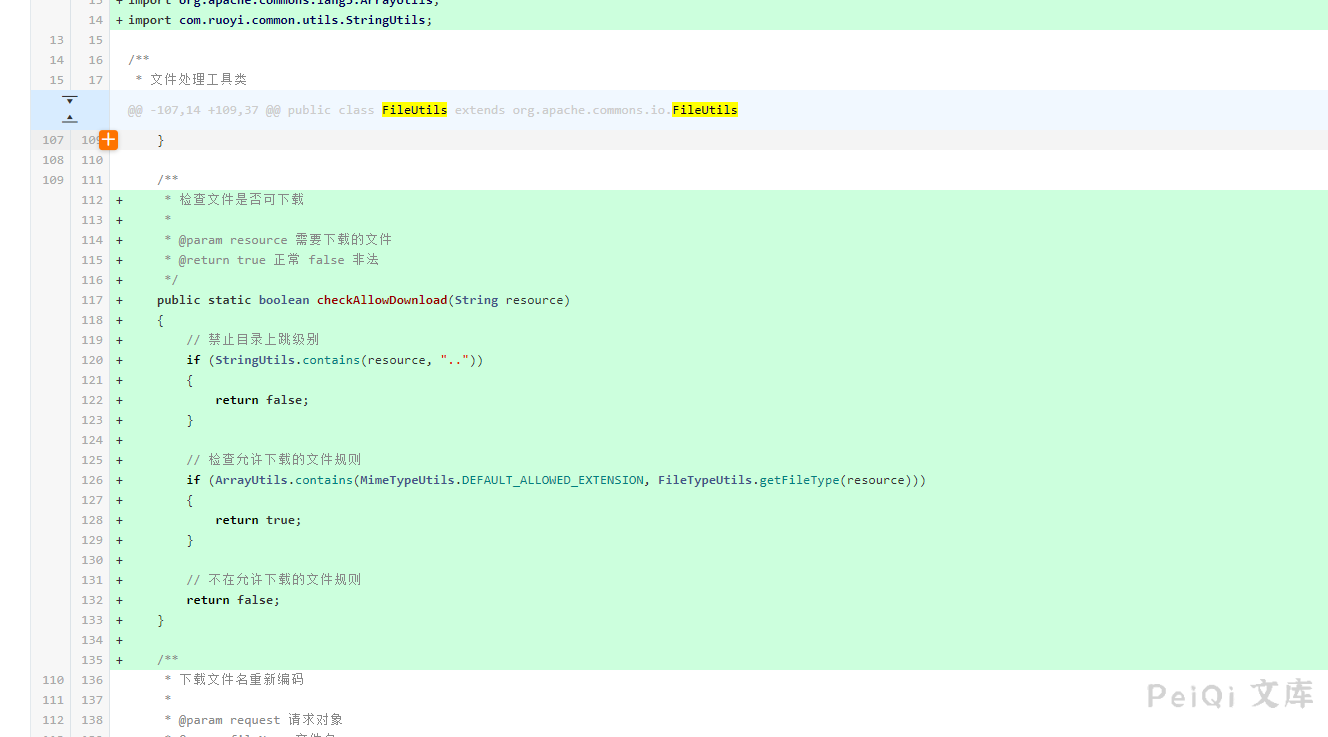 15 + import org.apache.commons.lang3.ArrayUtils;
14 + import com.ruoyi.common.utils.StringUtils;
13 15
14 16 /**
15 17 * 文件处理工具类
@@ -107,14 +109,37 @@ public class FileUtils extends org.apache.commons.io.FileUtils
107 109 }
108 110
109 111 /**
112 + * 检查文件是否可下载
113 + *
114 + * @param resource 需要下载的文件
115 + * @return true 正常 false 非法
116 + */
117 + public static boolean checkAllowDownload(String resource)
118 + {
119 + // 禁止目录上跳级别
120 + if (StringUtils.contains(resource, ".."))
121 + {
122 + return false;
123 + }
124 +
125 + // 检查允许下载的文件规则
126 + if (ArrayUtils.contains(MimeTypeUtils.DEFAULT_ALLOWED_EXTENSION, FileTypeUtils.getFileType(resource)))
127 + {
128 + return true;
129 + }
130 +
131 + // 不在允许下载的文件规则
132 + return false;
133 + }
134 +
135 + /**
110 136 * 下载文件名重新编码
111 137 *
112 138 * @param request 请求对象
PeiQi 文库